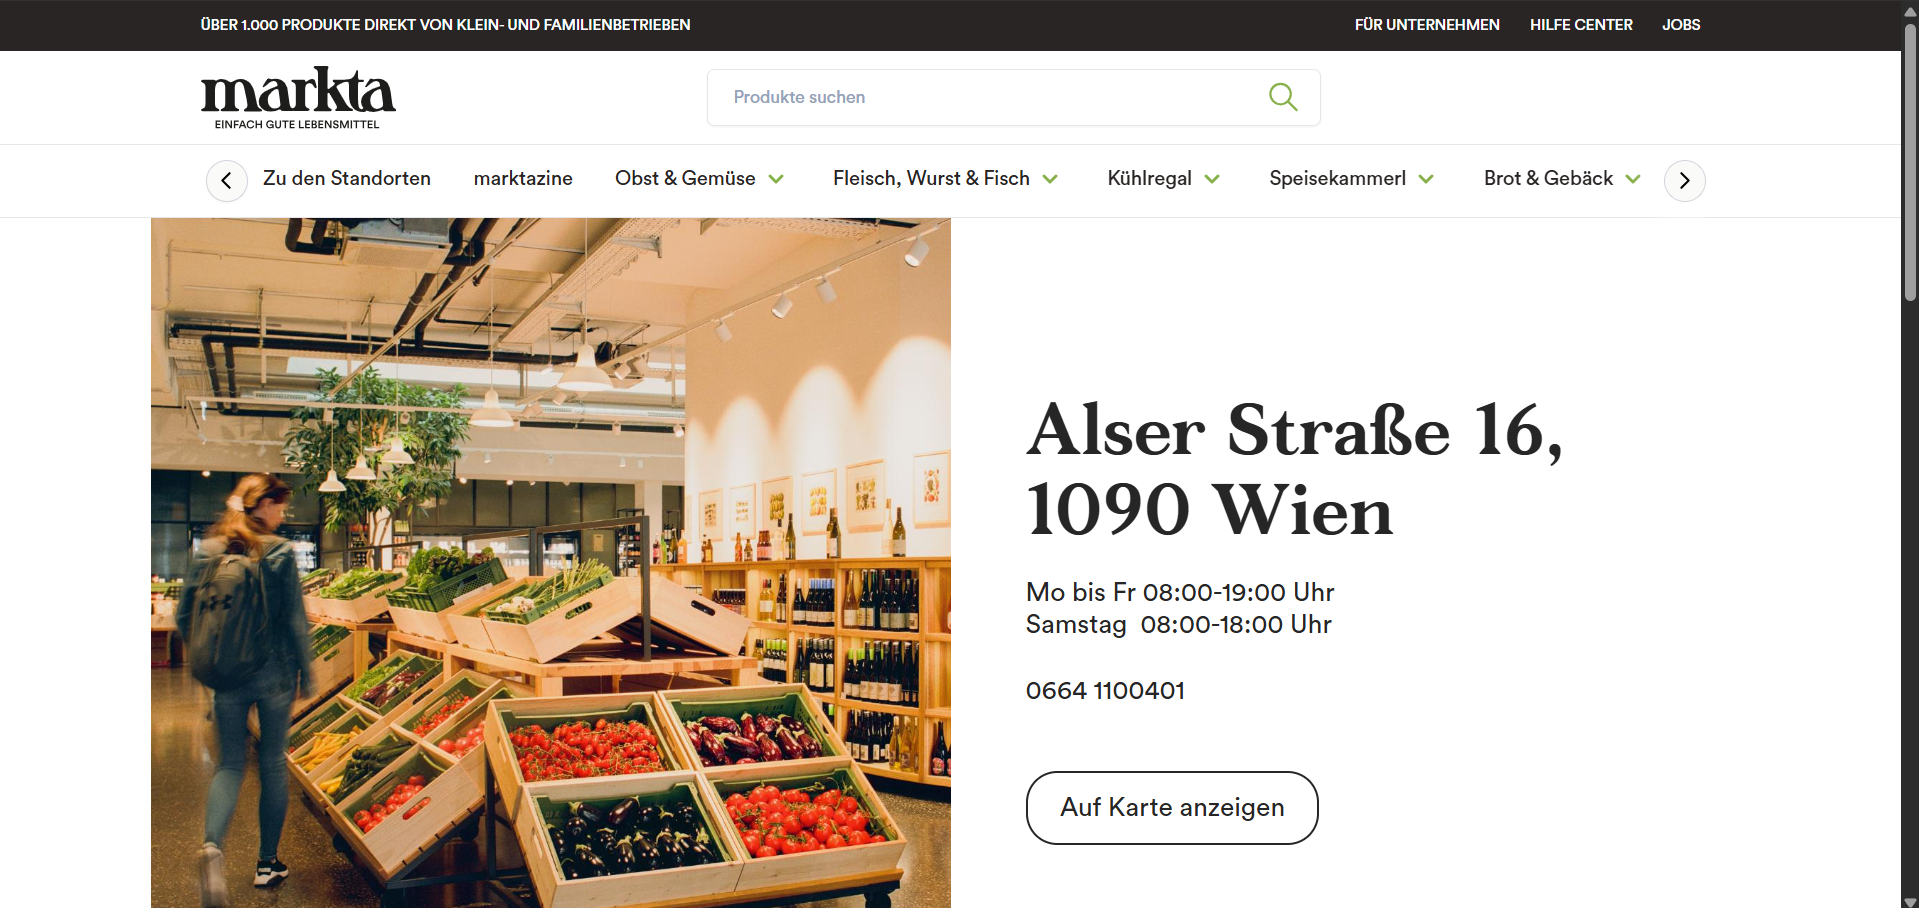 ÜBER 1.000 PRODUKTE DIREKT VON KLEIN- UND FAMILIENBETRIEBEN
FÜR UNTERNEHMEN
HILFE CENTER
JOBS
markta
EINFACH GUTE LEBENSMITTEL
Produkte suchen
Zu den Standorten
marktazine
Obst & Gemüse
Fleisch, Wurst & Fisch
Kühlregal
Speisekammerl
Brot & Gebäck
Alser Straße 16,
1090 Wien
Mo bis Fr 08:00-19:00 Uhr
Samstag  08:00-18:00 Uhr
0664 1100401
Auf Karte anzeigen